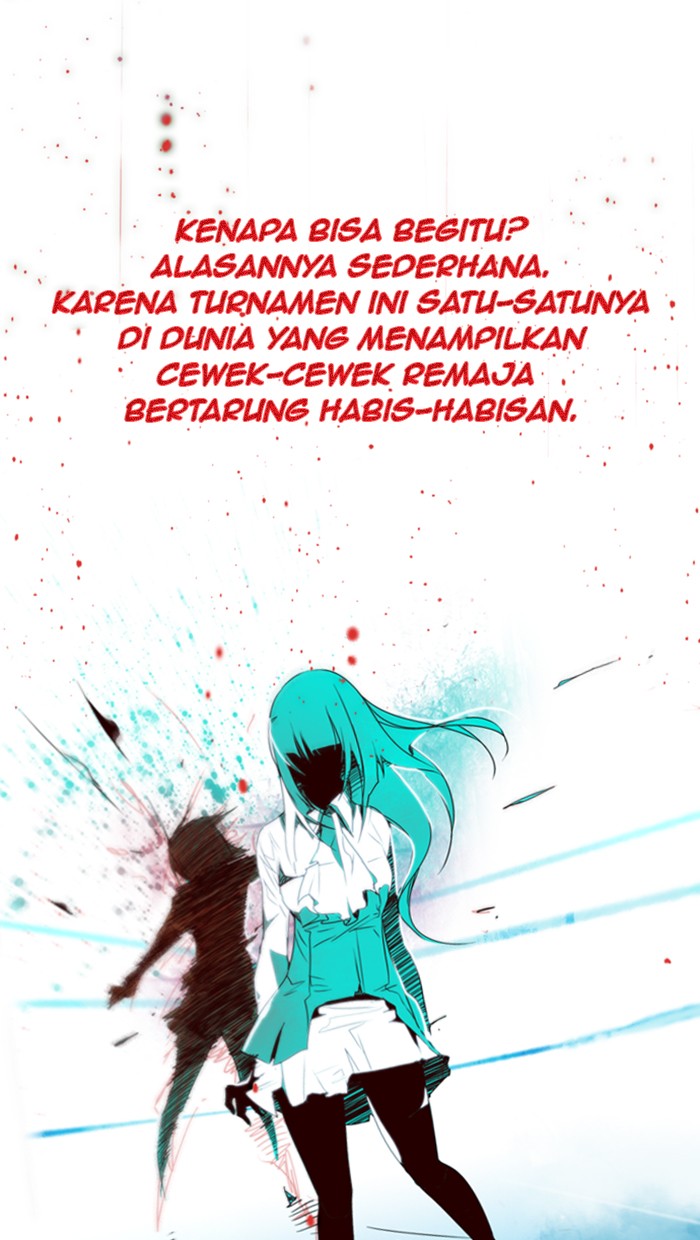 KENAPA BISA BEGITU?
ALASANNYA SEDERHANA.
KARENA TURNAMEN INI SATU-SATUNYA
DI DUNIA YANG MENAMPILKAN
CEWEK-CEWEK REMAJA
BERTARUNG HABIS-HABISAN.